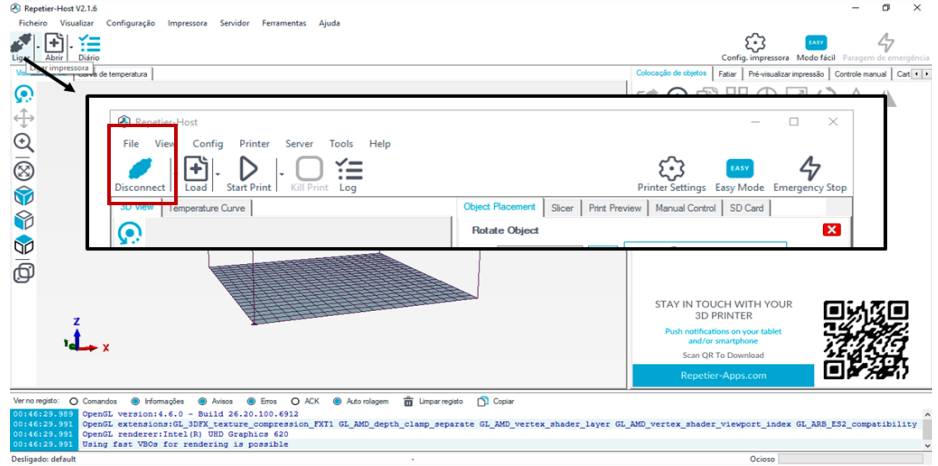 Repetier-Host V2.1.6
Ficheiro Visualizar Configuração Impressora Servidor Ferramentas Ajuda
Ligar Abrir Diário
Config. impressora Modo fácil Paragem de emergência
Ligar impressora
Curva de temperatura
Colocação de objetos Fatiar Pré-visualizar impressão Controle manual Cart
Repetier-Host
File View Config Printer Server Tools Help
Disconnect Load Start Print Kill Print Log
EASY
Printer Settings Easy Mode Emergency Stop
3D View Temperature Curve
Object Placement Slicer Print Preview Manual Control SD Card
Rotate Object
STAY IN TOUCH WITH YOUR
3D PRINTER
Push notifications on your tablet
and/or smartphone
Scan QR To Download
Repetier-Apps.com
Z
Y
X
Ver no registo: Comandos Informações Avisos Erros ACK Auto rolagem Limpar registo Copiar
00:46:29.989 OpenGL version:4.6.0 - Build 26.20.100.6912
00:46:29.991 OpenGL extensions:GL_3DFX_texture_compression_FXT1 GL_AMD_depth_clamp_separate GL_AMD_vertex_shader_layer GL_AMD_vertex_shader_viewport_index GL_ARB_ES2_compatibility
00:46:29.991 OpenGL renderer:Intel(R) UHD Graphics 620
00:46:29.991 Using fast VBOs for rendering is possible
Desligado: default - Ocioso